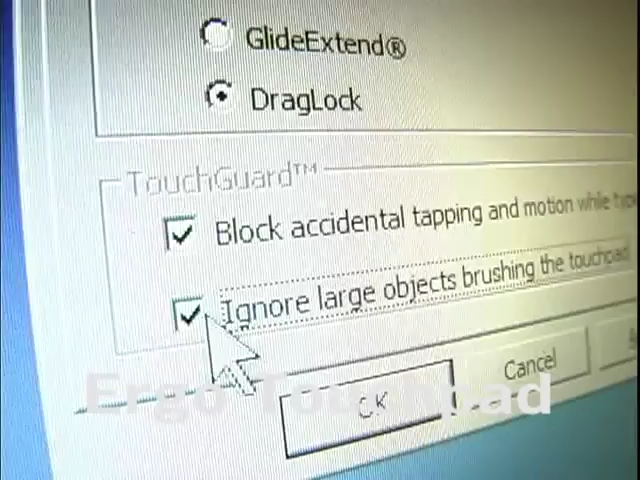 GlideExtend®
DragLock
TouchGuard™
Block accidental tapping and motion while
Ignore large objects brushing the touchpad
Cancel
OK
Ergo Touchpad